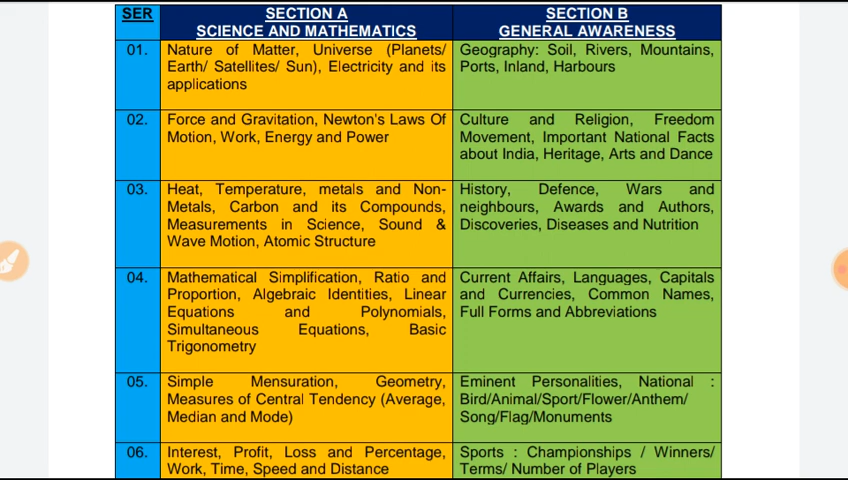 SER
SECTION A
SCIENCE AND MATHEMATICS
SECTION B
GENERAL AWARENESS
01.
Nature of Matter, Universe (Planets/
Earth/ Satellites/ Sun), Electricity and its
applications
Geography: Soil, Rivers, Mountains,
Ports, Inland, Harbours
02.
Force and Gravitation, Newton's Laws Of
Motion, Work, Energy and Power
Culture and Religion, Freedom
Movement, Important National Facts
about India, Heritage, Arts and Dance
03.
Heat, Temperature, metals and Non-
Metals, Carbon and its Compounds,
Measurements in Science, Sound &
Wave Motion, Atomic Structure
History, Defence, Wars and
neighbours, Awards and Authors,
Discoveries, Diseases and Nutrition
04.
Mathematical Simplification, Ratio and
Proportion, Algebraic Identities, Linear
Equations and Polynomials,
Simultaneous Equations, Basic
Trigonometry
Current Affairs, Languages, Capitals
and Currencies, Common Names,
Full Forms and Abbreviations
05.
Simple Mensuration, Geometry,
Measures of Central Tendency (Average,
Median and Mode)
Eminent Personalities, National :
Bird/Animal/Sport/Flower/Anthem/
Song/Flag/Monuments
06.
Interest, Profit, Loss and Percentage,
Work, Time, Speed and Distance
Sports : Championships / Winners/
Terms/ Number of Players